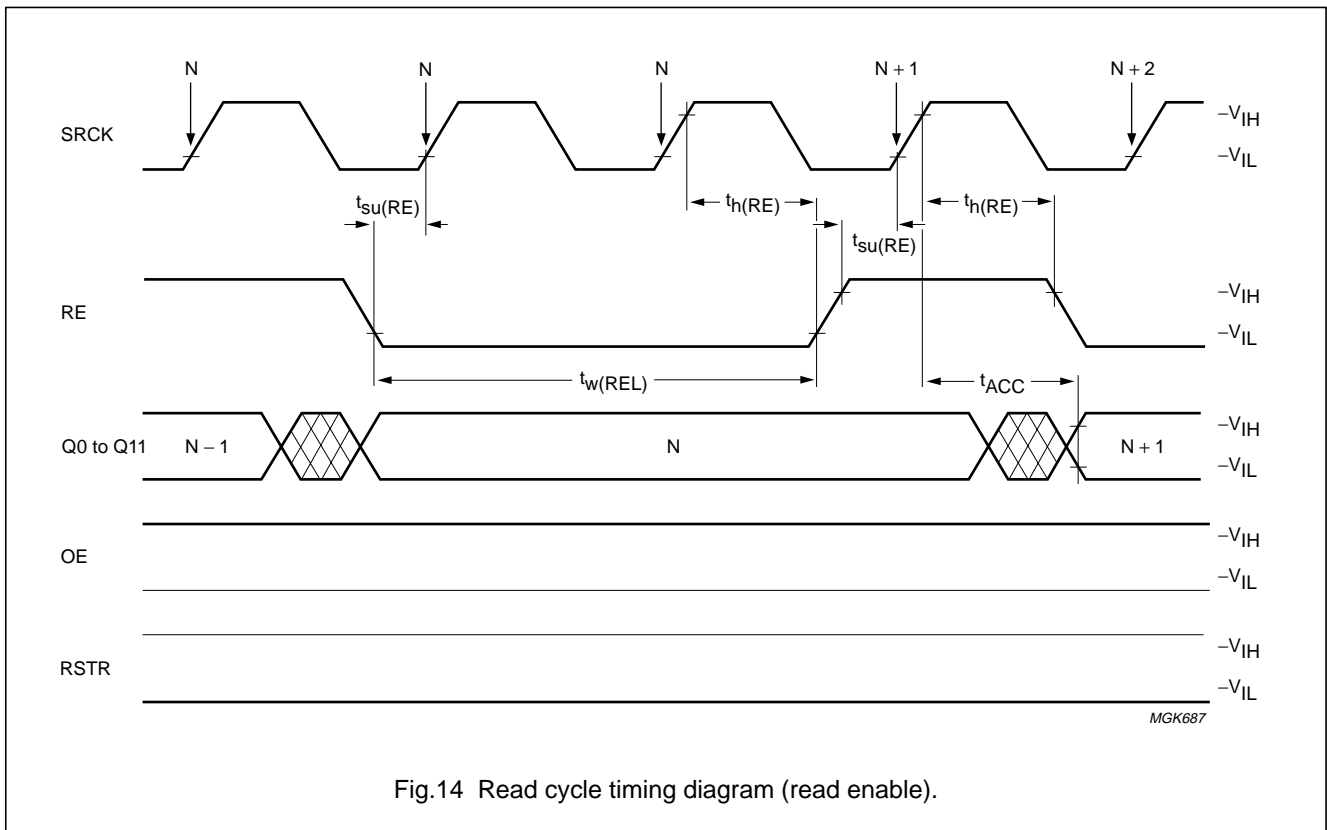 N N N N + 1 N + 2
SRCK
–VIH
–VIL
tsu(RE)
th(RE)
th(RE)
tsu(RE)
RE
–VIH
–VIL
tw(REL)
tACC
Q0 to Q11
N – 1
N
N + 1
–VIH
–VIL
OE
–VIH
–VIL
RSTR
–VIH
–VIL
MGK687
Fig.14 Read cycle timing diagram (read enable).